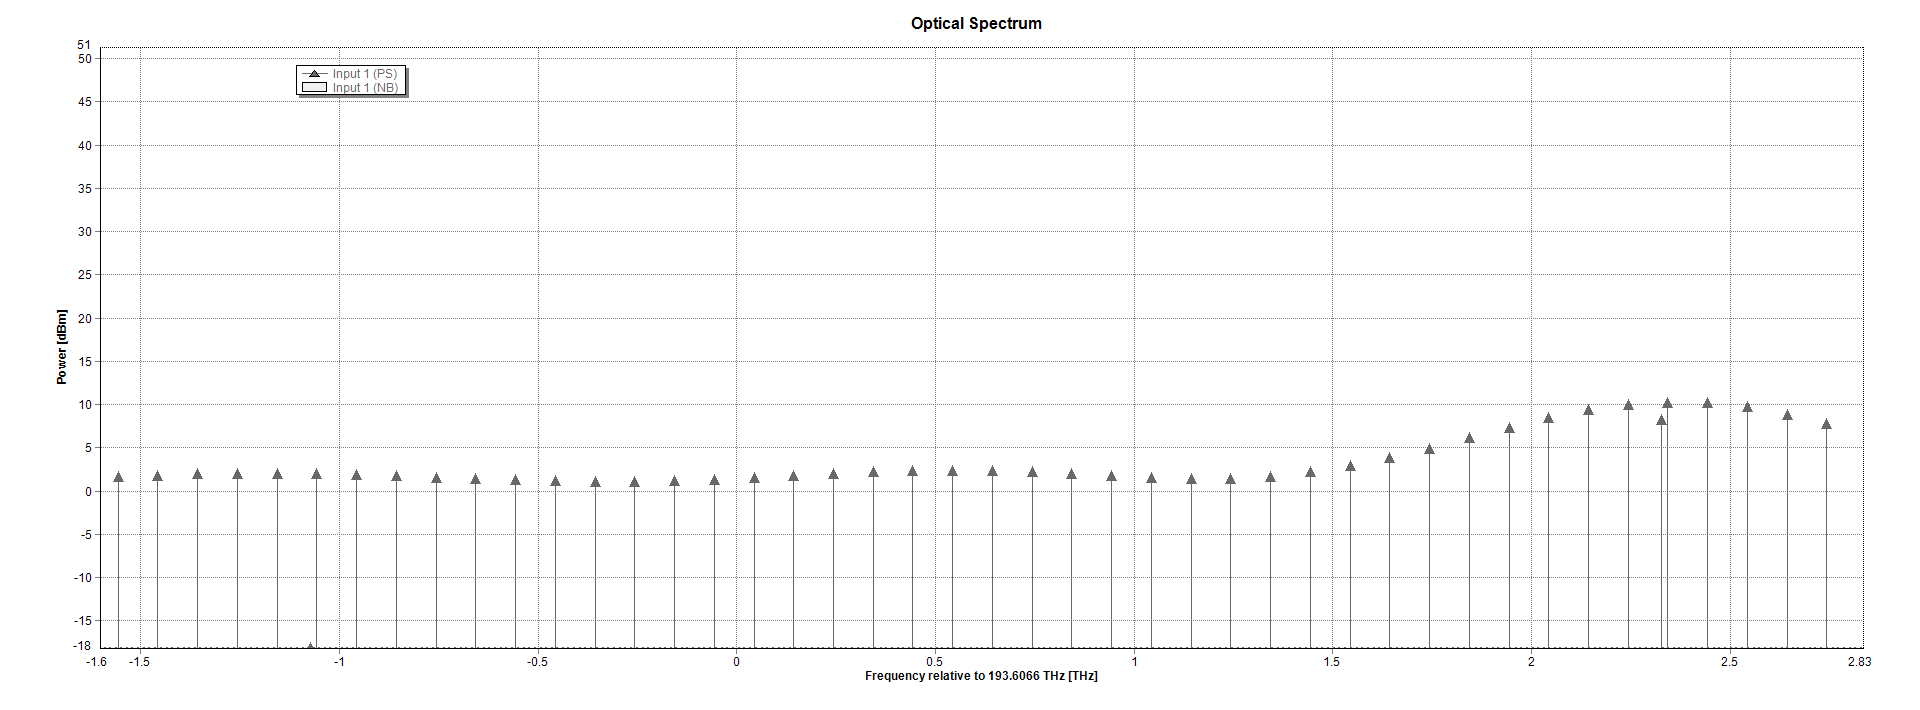 Optical Spectrum
51
50
45
40
35
30
25
20
15
10
5
0
-5
-10
-15
-18
Power [dBm]
Input 1 (PS)
Input 1 (NB)
-1.6 -1.5 -1 -0.5 0 0.5 1 1.5 2 2.5 2.83
Frequency relative to 193.6066 THz [THz]